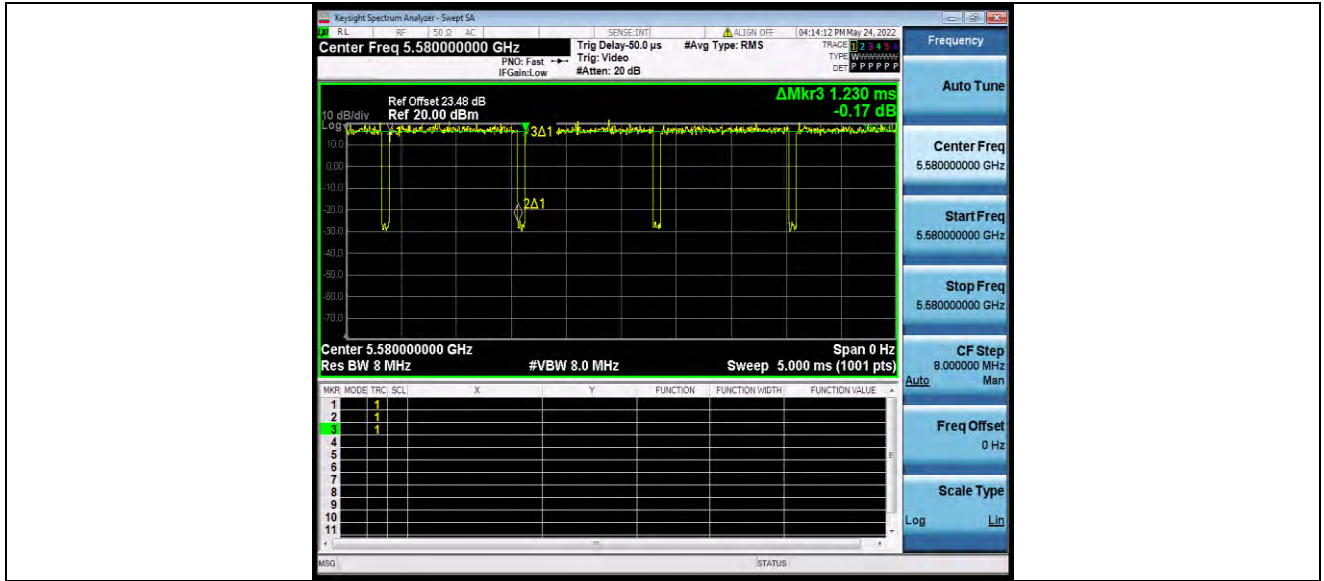 Keysight Spectrum Analyzer - Swept SA
RL RF 50 Ω AC SENSE:INT ALIGN OFF 04:14:12 PM May 24, 2022
Center Freq 5.580000000 GHz
Trig Delay-50.0 µs #Avg Type: RMS TRACE 1 2 3 4 5 6
PNO: Fast Trig: Video TYPE W
IFGain:Low #Atten: 20 dB DET P P P P P P
ΔMkr3 1.230 ms
-0.17 dB
Ref Offset 23.48 dB
10 dB/div Ref 20.00 dBm
Log
3Δ1
10.0
0.00
-10.0
-20.0
2Δ1
-30.0
-40.0
-50.0
-60.0
-70.0
Center 5.580000000 GHz Span 0 Hz
Res BW 8 MHz #VBW 8.0 MHz Sweep 5.000 ms (1001 pts)
MKR MODE TRC SCL X Y FUNCTION FUNCTION WIDTH FUNCTION VALUE
1 1
2 1
3 1
4
5
6
7
8
9
10
11
MSG STATUS
Frequency
Auto Tune
Center Freq
5.580000000 GHz
Start Freq
5.580000000 GHz
Stop Freq
5.580000000 GHz
CF Step
8.000000 MHz
Auto Man
Freq Offset
0 Hz
Scale Type
Log Lin